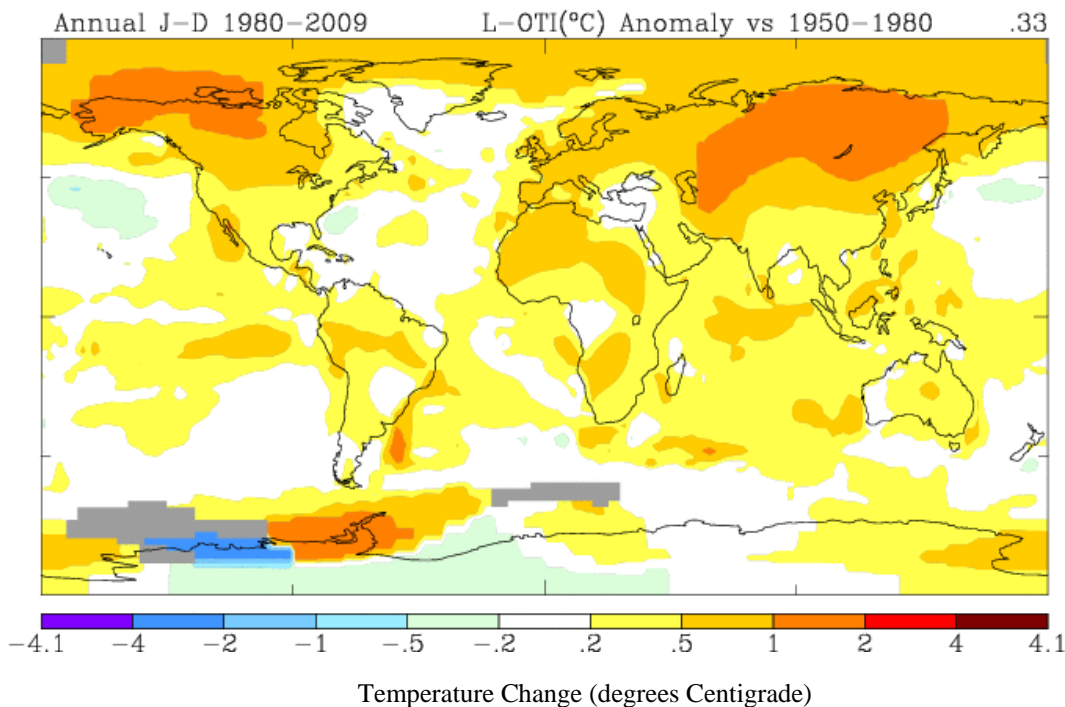 Annual J-D 1980-2009 L-OTI(°C) Anomaly vs 1950-1980 .33
-4.1 -4 -2 -1 -.5 -.2 .2 .5 1 2 4 4.1
Temperature Change (degrees Centigrade)